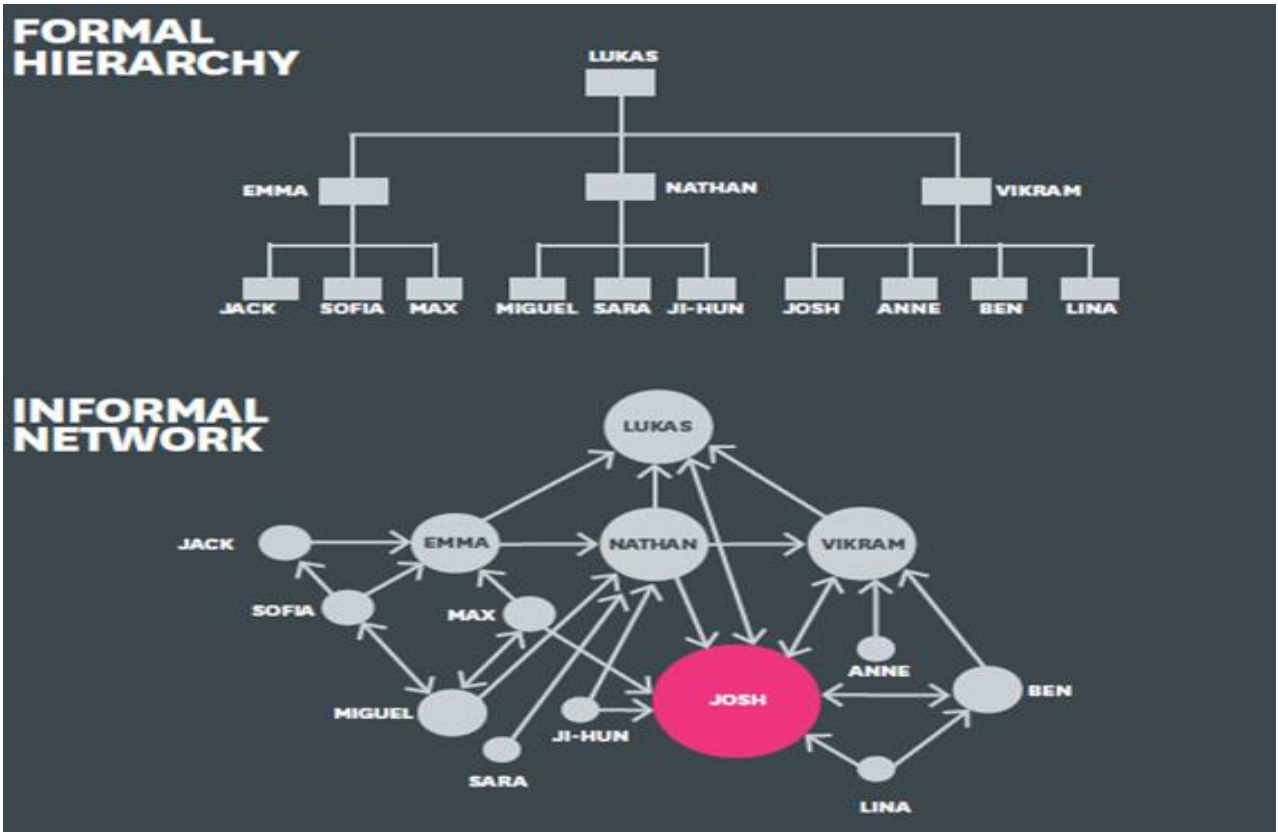 FORMAL
HIERARCHY
LUKAS
EMMA
NATHAN
VIKRAM
JACK
SOFIA
MAX
MIGUEL
SARA
JI-HUN
JOSH
ANNE
BEN
LINA
INFORMAL
NETWORK
LUKAS
JACK
EMMA
NATHAN
VIKRAM
SOFIA
MAX
ANNE
BEN
JOSH
MIGUEL
JI-HUN
SARA
LINA